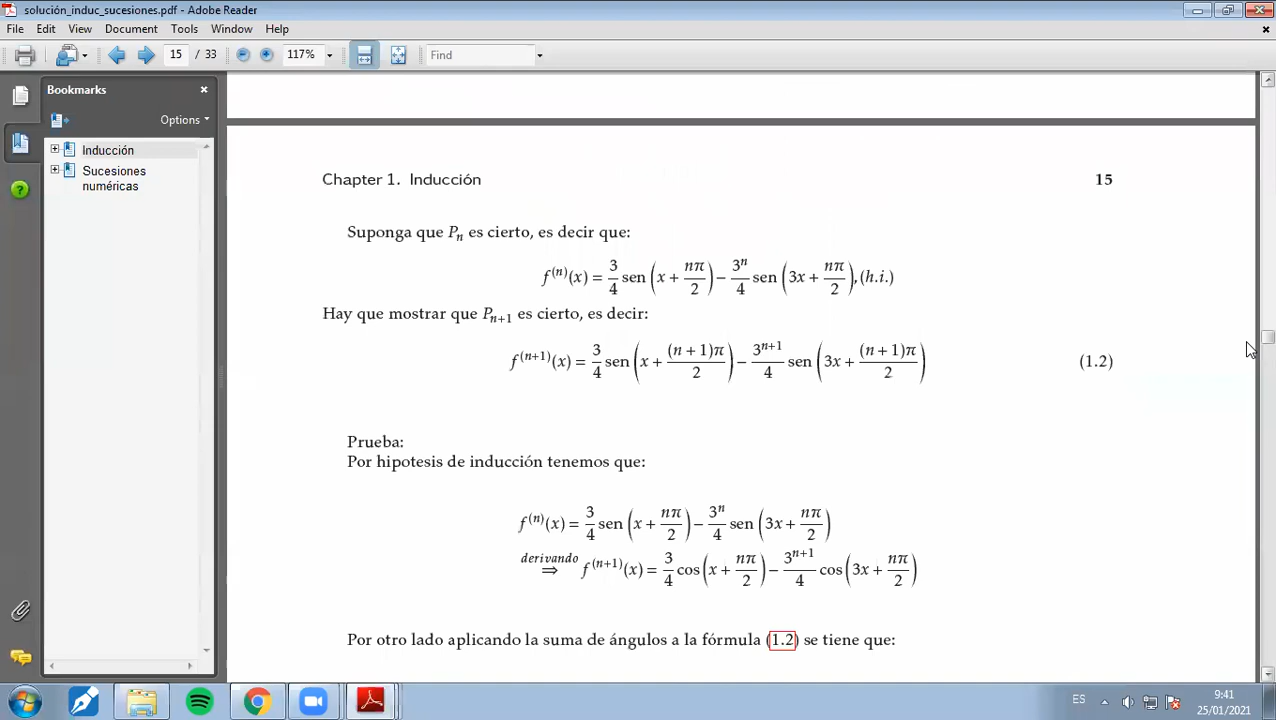 solución_induc_sucesiones.pdf - Adobe Reader
File Edit View Document Tools Window Help
15 / 33 117% Find
Bookmarks
Options
Inducción
Sucesiones
numéricas
Chapter 1. Inducción 15
Suponga que Pₙ es cierto, es decir que:
f⁽ⁿ⁾(x) = 3/4 sen (x + nπ/2) − 3ⁿ/4 sen (3x + nπ/2), (h.i.)
Hay que mostrar que Pₙ₊₁ es cierto, es decir:
f⁽ⁿ⁺¹⁾(x) = 3/4 sen (x + (n + 1)π/2) − 3ⁿ⁺¹/4 sen (3x + (n + 1)π/2) (1.2)
Prueba:
Por hipotesis de inducción tenemos que:
f⁽ⁿ⁾(x) = 3/4 sen (x + nπ/2) − 3ⁿ/4 sen (3x + nπ/2)
derivando ⇒ f⁽ⁿ⁺¹⁾(x) = 3/4 cos (x + nπ/2) − 3ⁿ⁺¹/4 cos (3x + nπ/2)
Por otro lado aplicando la suma de ángulos a la fórmula (1.2) se tiene que:
ES 9:41
25/01/2021